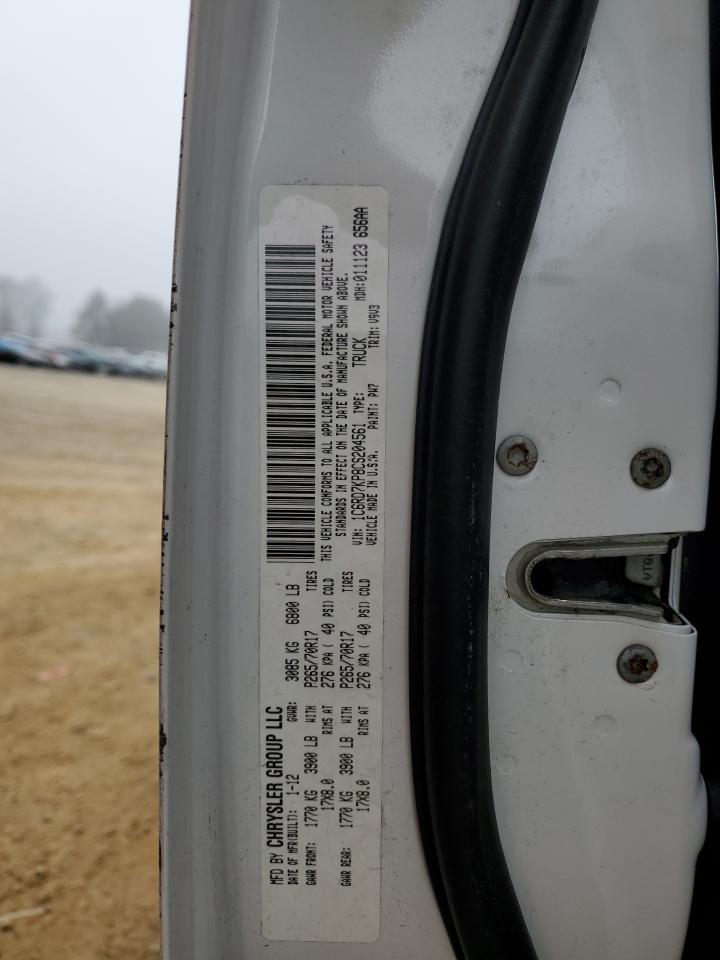 MFD BY CHRYSLER GROUP LLC
DATE OF MFR(BUILT): 1-12 GVWR: 3085 KG 6800 LB
GAWR FRONT: 1770 KG 3900 LB WITH P265/70R17 TIRES
17X8.0 RIMS AT 276 KPA ( 40 PSI) COLD
GAWR REAR: 1770 KG 3900 LB WITH P265/70R17 TIRES
17X8.0 RIMS AT 276 KPA ( 40 PSI) COLD
THIS VEHICLE CONFORMS TO ALL APPLICABLE U.S.A. FEDERAL MOTOR VEHICLE SAFETY
STANDARDS IN EFFECT ON THE DATE OF MANUFACTURE SHOWN ABOVE.
VIN: 1C6RD7KP8CS204561 TYPE: TRUCK MDH:011123 656AA
VEHICLE MADE IN U.S.A. PAINT: PW7 TRIM: V9V3